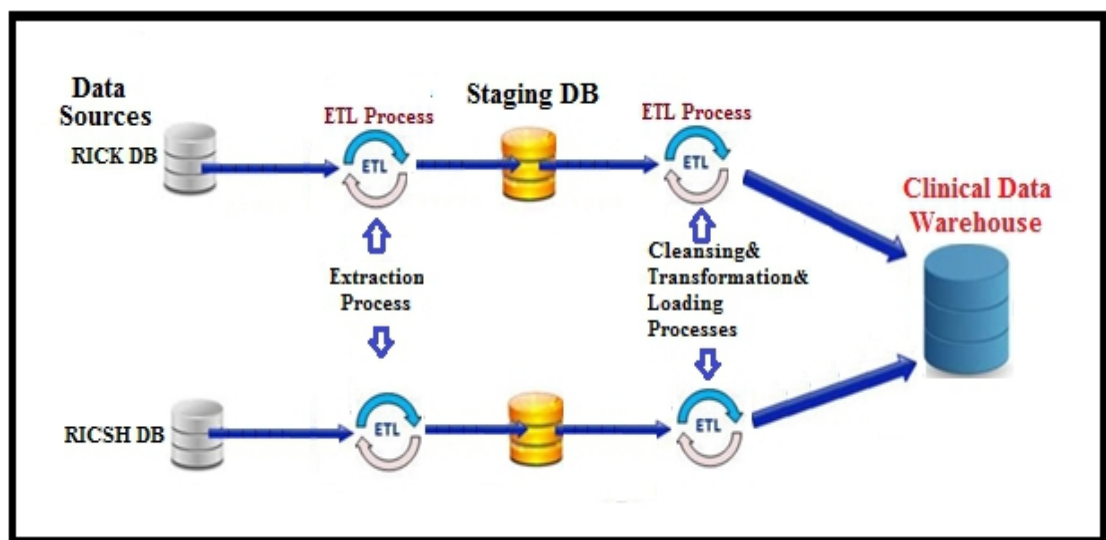 Data
Sources
RICK DB
ETL Process
ETL
Staging DB
ETL Process
ETL
Clinical Data
Warehouse
Extraction
Process
Cleansing&
Transformation&
Loading
Processes
RICSH DB
ETL
ETL